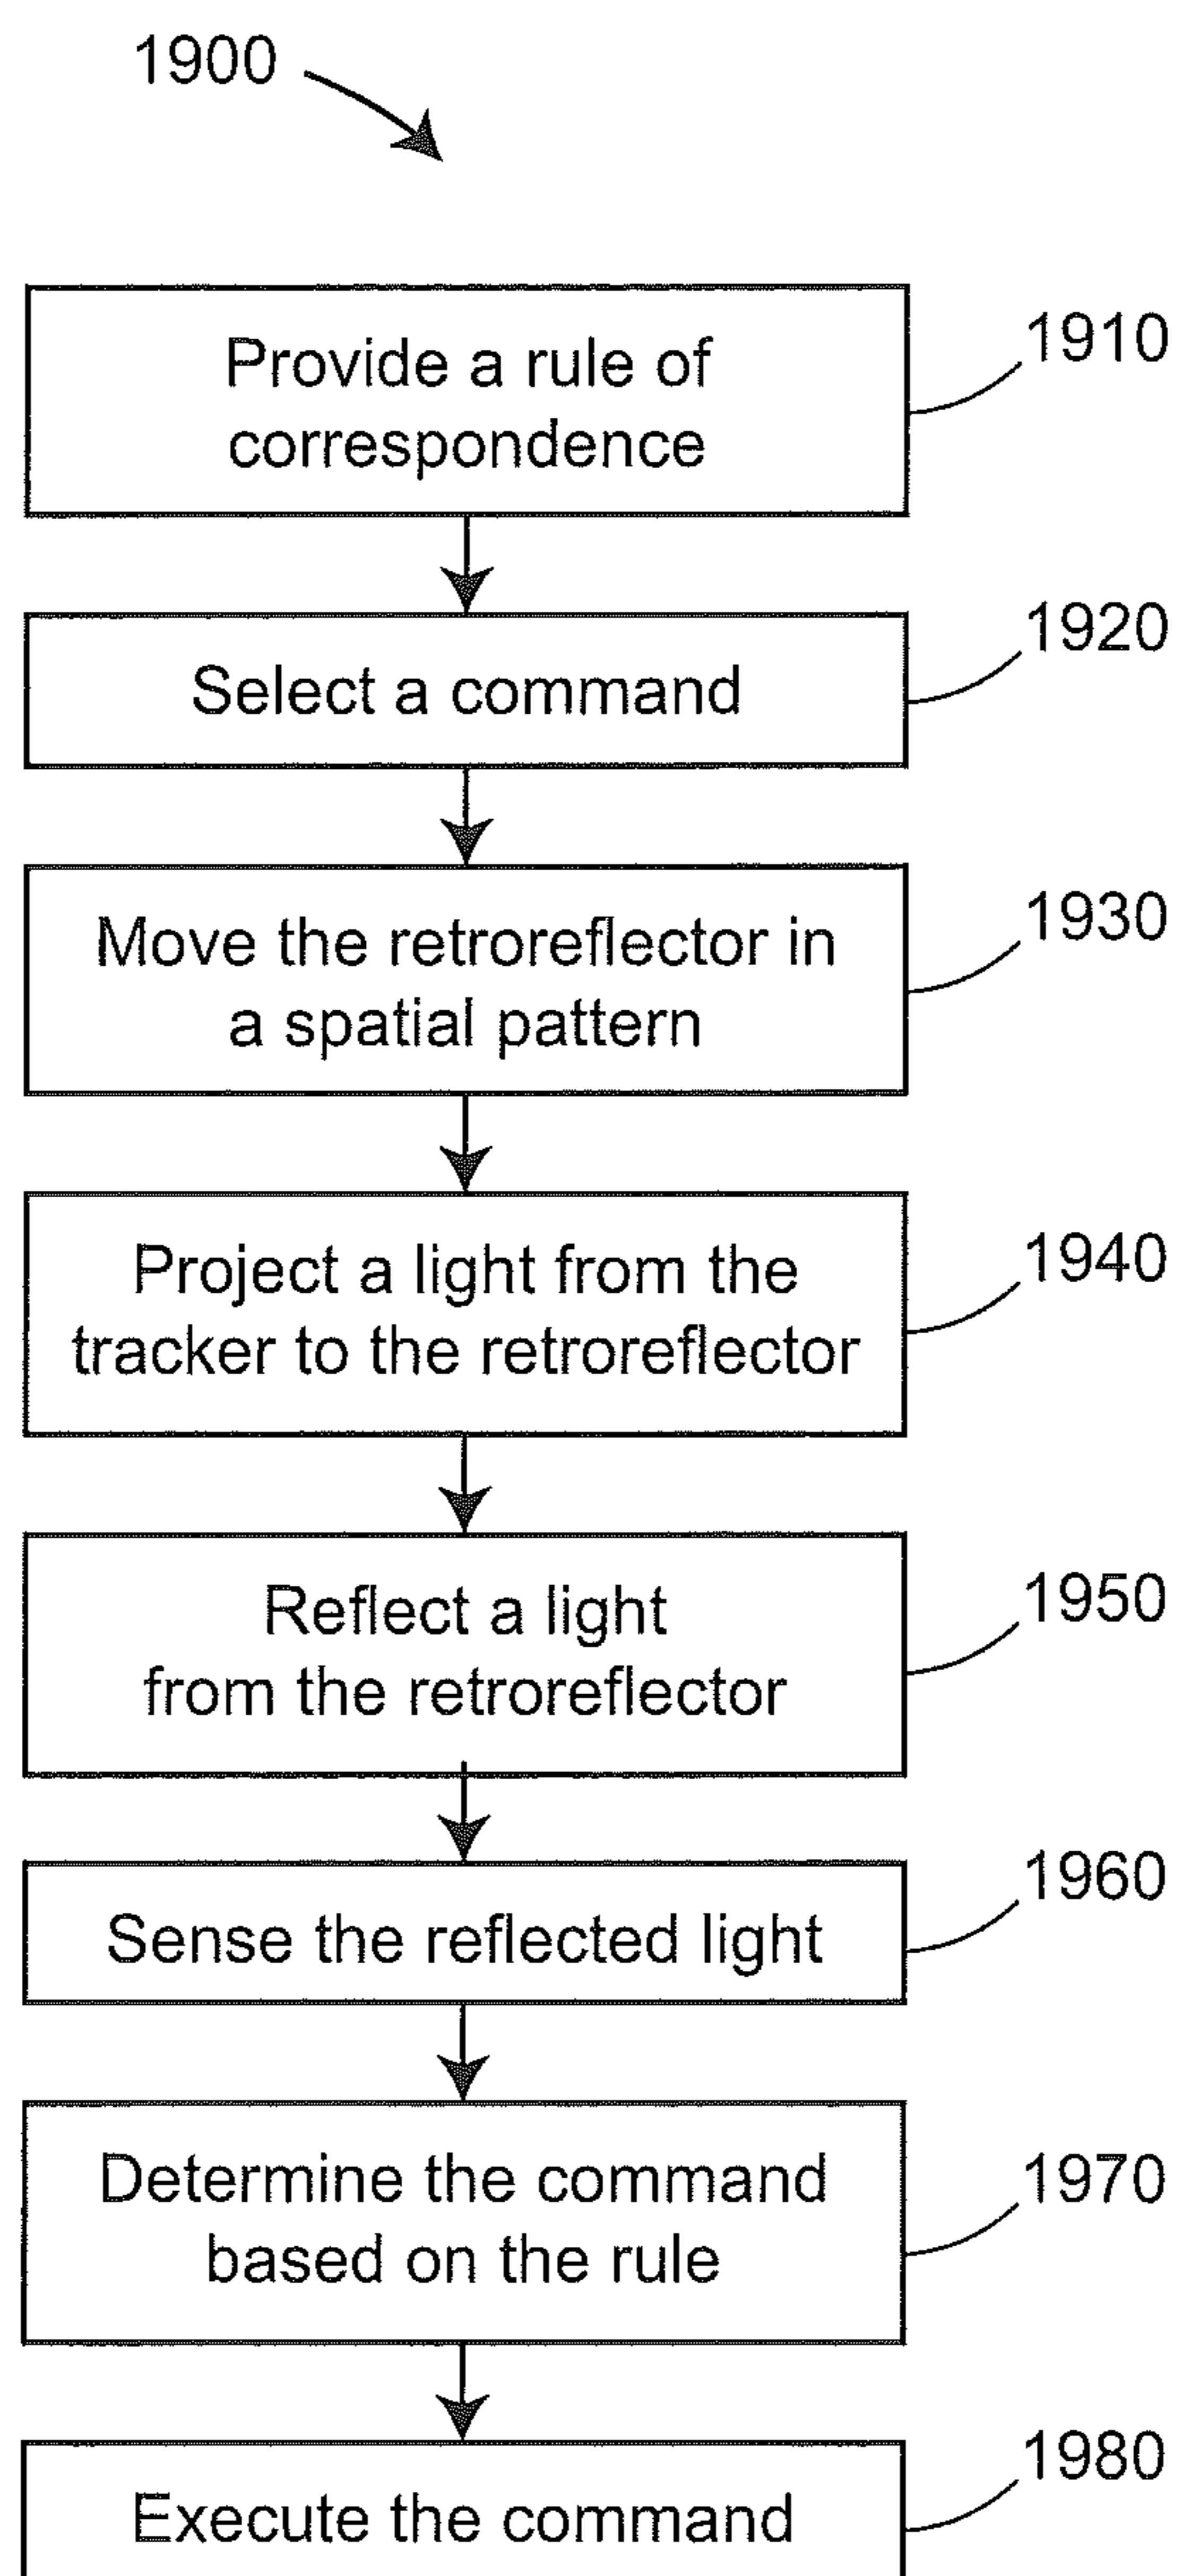 1900
Provide a rule of
correspondence
1910
Select a command
1920
Move the retroreflector in
a spatial pattern
1930
Project a light from the
tracker to the retroreflector
1940
Reflect a light
from the retroreflector
1950
Sense the reflected light
1960
Determine the command
based on the rule
1970
Execute the command
1980